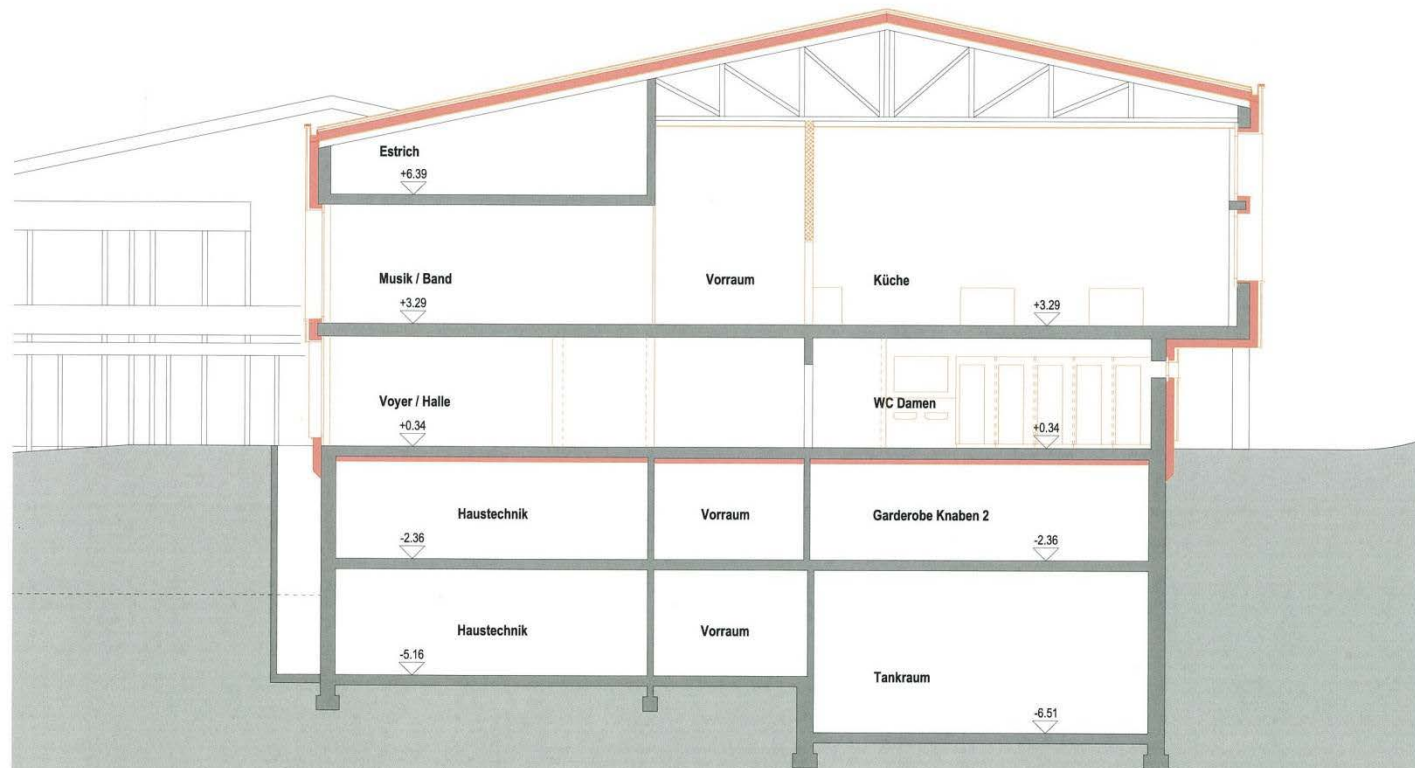 Estrich
+6.39
Musik / Band
+3.29
Vorraum
Küche
+3.29
Voyer / Halle
+0.34
WC Damen
+0.34
Haustechnik
-2.36
Vorraum
Garderobe Knaben 2
-2.36
Haustechnik
-5.16
Vorraum
Tankraum
-6.51